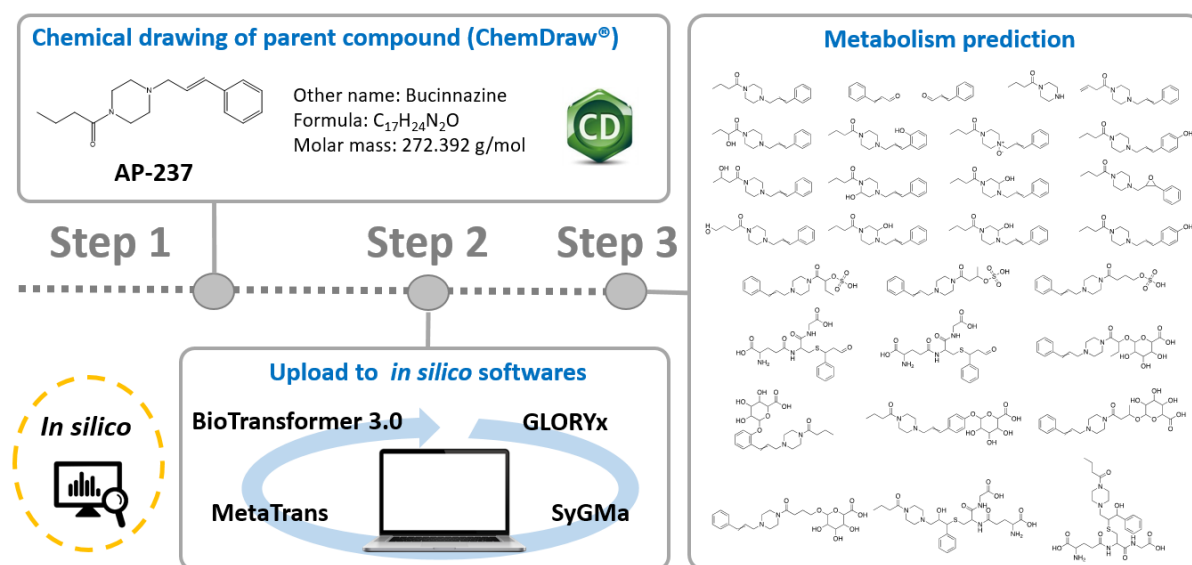 Chemical drawing of parent compound (ChemDraw®)
Other name: Bucinnazine
Formula: C₁₇H₂₄N₂O
Molar mass: 272.392 g/mol
CD
AP-237
Step 1
Step 2
Step 3
In silico
Upload to in silico softwares
BioTransformer 3.0
GLORYx
MetaTrans
SyGMa
Metabolism prediction